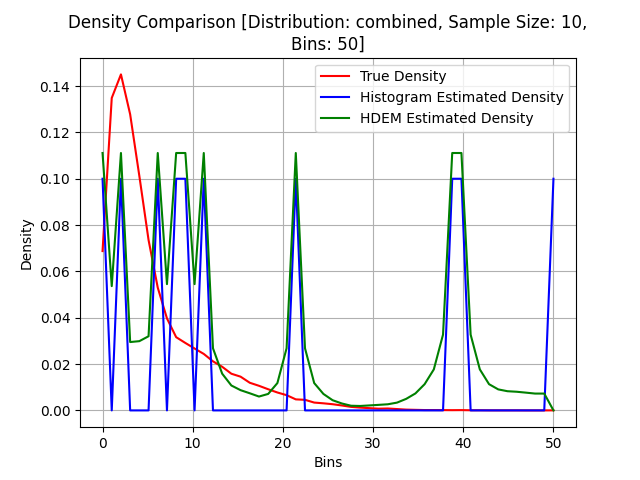 Density Comparison [Distribution: combined, Sample Size: 10,
Bins: 50]
True Density
Histogram Estimated Density
HDEM Estimated Density
Density
0.14
0.12
0.10
0.08
0.06
0.04
0.02
0.00
0 10 20 30 40 50
Bins